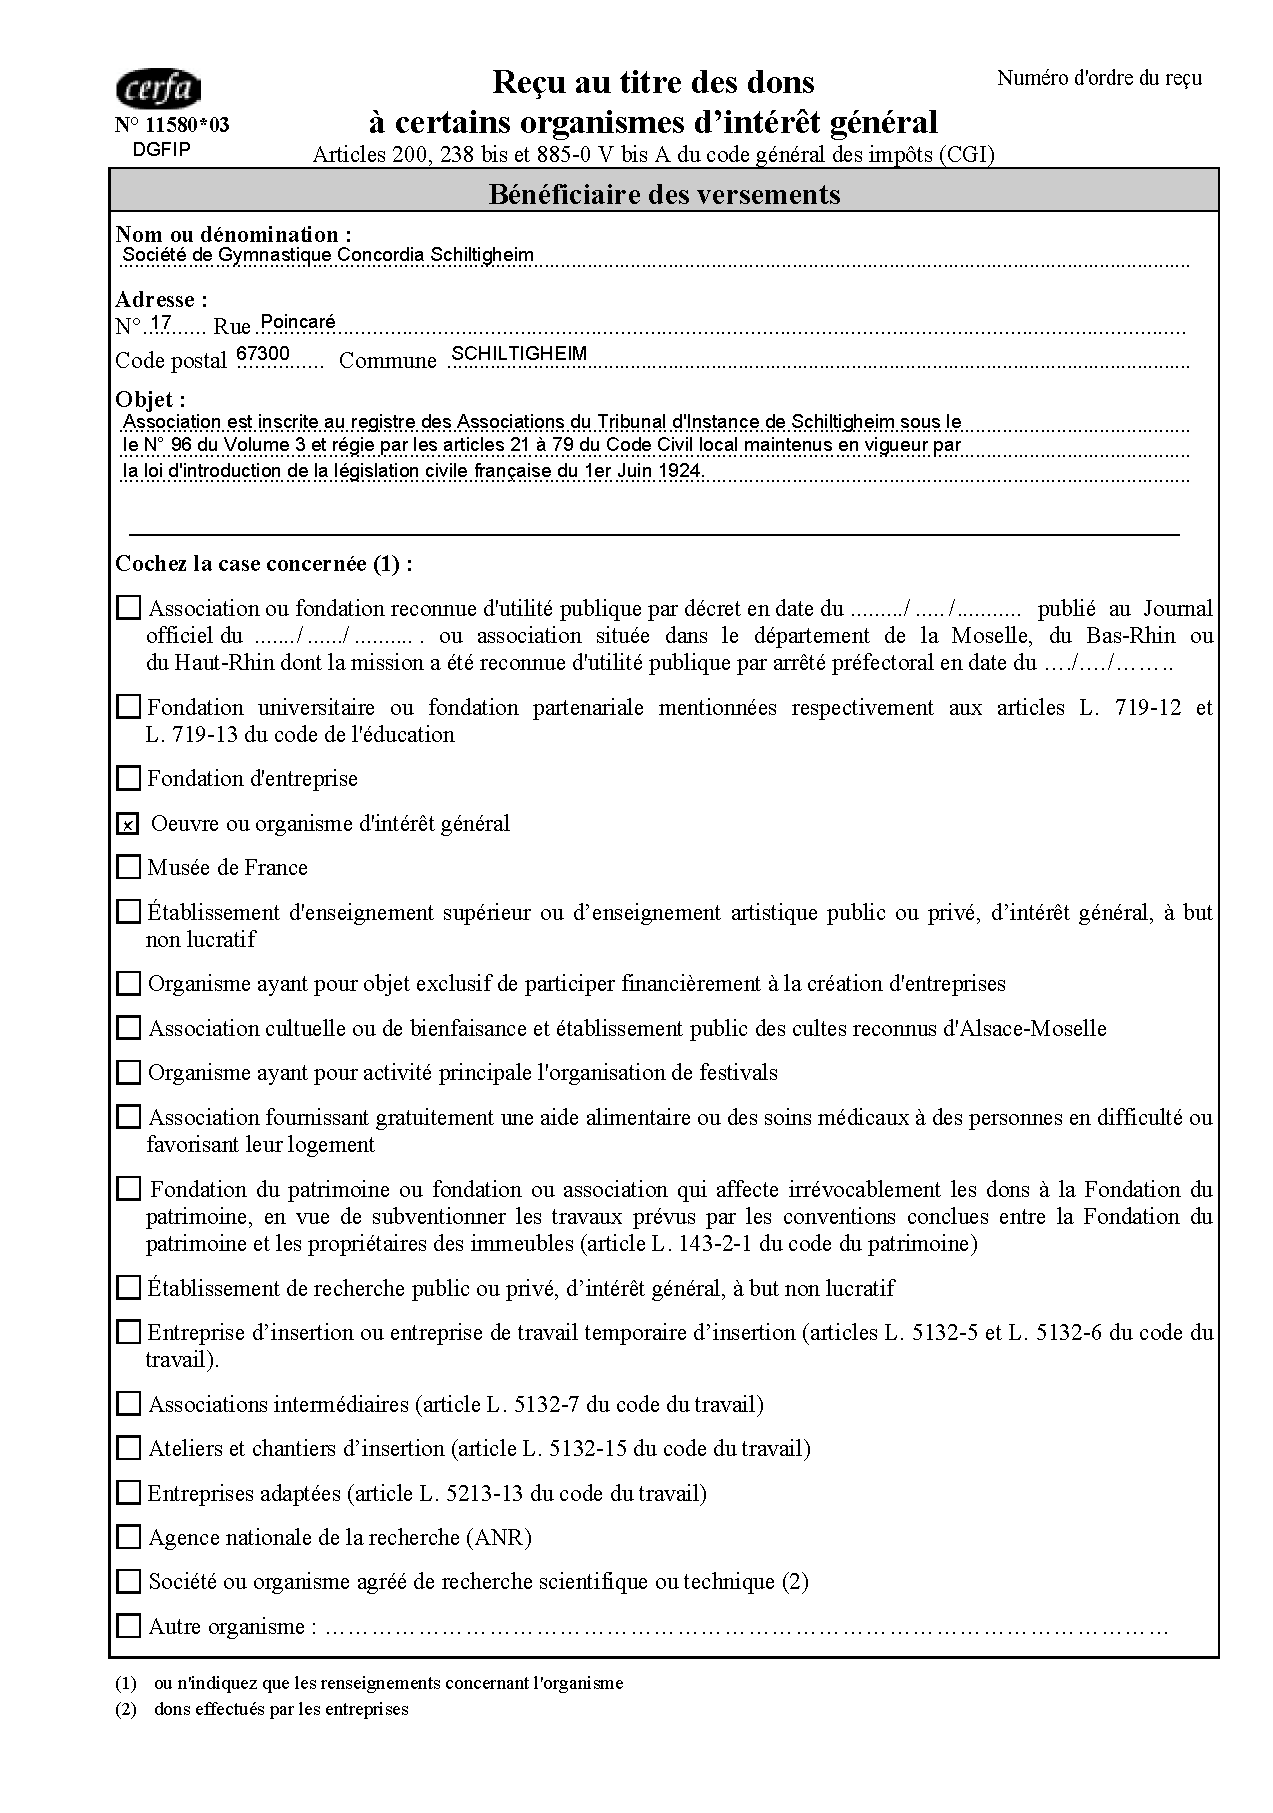 cerfa
N° 11580*03
DGFIP
Reçu au titre des dons
à certains organismes d’intérêt général
Articles 200, 238 bis et 885-0 V bis A du code général des impôts (CGI)
Numéro d'ordre du reçu
Bénéficiaire des versements
Nom ou dénomination :
Société de Gymnastique Concordia Schiltigheim
Adresse :
N° 17 Rue Poincaré
Code postal 67300 Commune SCHILTIGHEIM
Objet :
Association est inscrite au registre des Associations du Tribunal d'Instance de Schiltigheim sous le
le N° 96 du Volume 3 et régie par les articles 21 à 79 du Code Civil local maintenus en vigueur par
la loi d'introduction de la législation civile française du 1er Juin 1924.
Cochez la case concernée (1) :
Association ou fondation reconnue d'utilité publique par décret en date du ........./ ..... /........... publié au Journal
officiel du ......./ ....../ .......... . ou association située dans le département de la Moselle, du Bas-Rhin ou
du Haut-Rhin dont la mission a été reconnue d'utilité publique par arrêté préfectoral en date du …./…./……..
Fondation universitaire ou fondation partenariale mentionnées respectivement aux articles L. 719-12 et
L. 719-13 du code de l'éducation
Fondation d'entreprise
x Oeuvre ou organisme d'intérêt général
Musée de France
Établissement d'enseignement supérieur ou d’enseignement artistique public ou privé, d’intérêt général, à but
non lucratif
Organisme ayant pour objet exclusif de participer financièrement à la création d'entreprises
Association cultuelle ou de bienfaisance et établissement public des cultes reconnus d'Alsace-Moselle
Organisme ayant pour activité principale l'organisation de festivals
Association fournissant gratuitement une aide alimentaire ou des soins médicaux à des personnes en difficulté ou
favorisant leur logement
Fondation du patrimoine ou fondation ou association qui affecte irrévocablement les dons à la Fondation du
patrimoine, en vue de subventionner les travaux prévus par les conventions conclues entre la Fondation du
patrimoine et les propriétaires des immeubles (article L. 143-2-1 du code du patrimoine)
Établissement de recherche public ou privé, d’intérêt général, à but non lucratif
Entreprise d’insertion ou entreprise de travail temporaire d’insertion (articles L. 5132-5 et L. 5132-6 du code du
travail).
Associations intermédiaires (article L. 5132-7 du code du travail)
Ateliers et chantiers d’insertion (article L. 5132-15 du code du travail)
Entreprises adaptées (article L. 5213-13 du code du travail)
Agence nationale de la recherche (ANR)
Société ou organisme agréé de recherche scientifique ou technique (2)
Autre organisme : ……………………………………………………………………………………………
(1) ou n'indiquez que les renseignements concernant l'organisme
(2) dons effectués par les entreprises